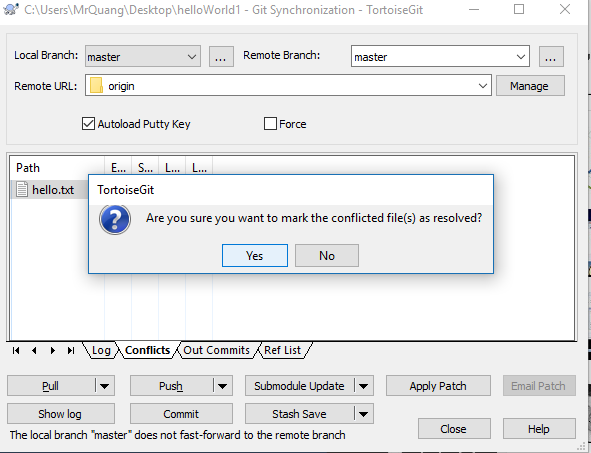 C:\Users\MrQuang\Desktop\helloWorld1 - Git Synchronization - TortoiseGit
Local Branch: master ... Remote Branch: master ...
Remote URL: origin Manage
Autoload Putty Key Force
Path E... S... L... L...
hello.txt
TortoiseGit
Are you sure you want to mark the conflicted file(s) as resolved?
Yes No
Log Conflicts Out Commits Ref List
Pull Push Submodule Update Apply Patch Email Patch
Show log Commit Stash Save
Close Help
The local branch "master" does not fast-forward to the remote branch